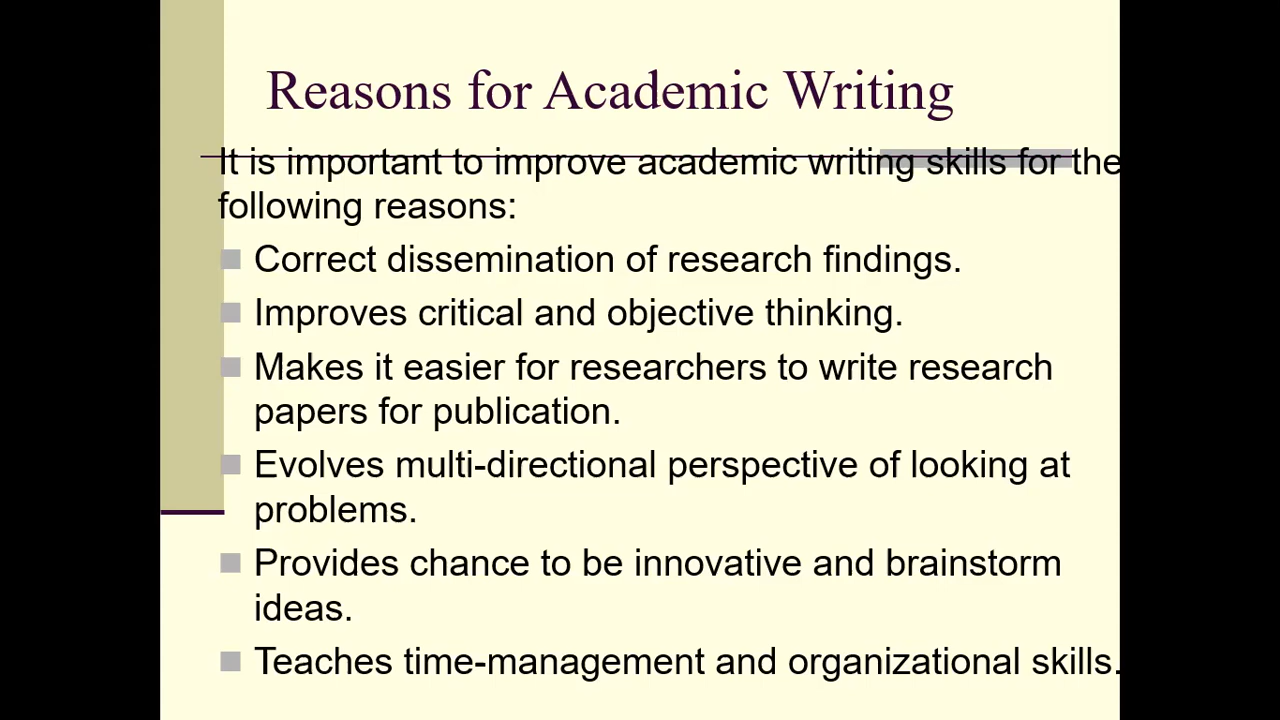 Reasons for Academic Writing
It is important to improve academic writing skills for the
following reasons:
Correct dissemination of research findings.
Improves critical and objective thinking.
Makes it easier for researchers to write research
papers for publication.
Evolves multi-directional perspective of looking at
problems.
Provides chance to be innovative and brainstorm
ideas.
Teaches time-management and organizational skills.